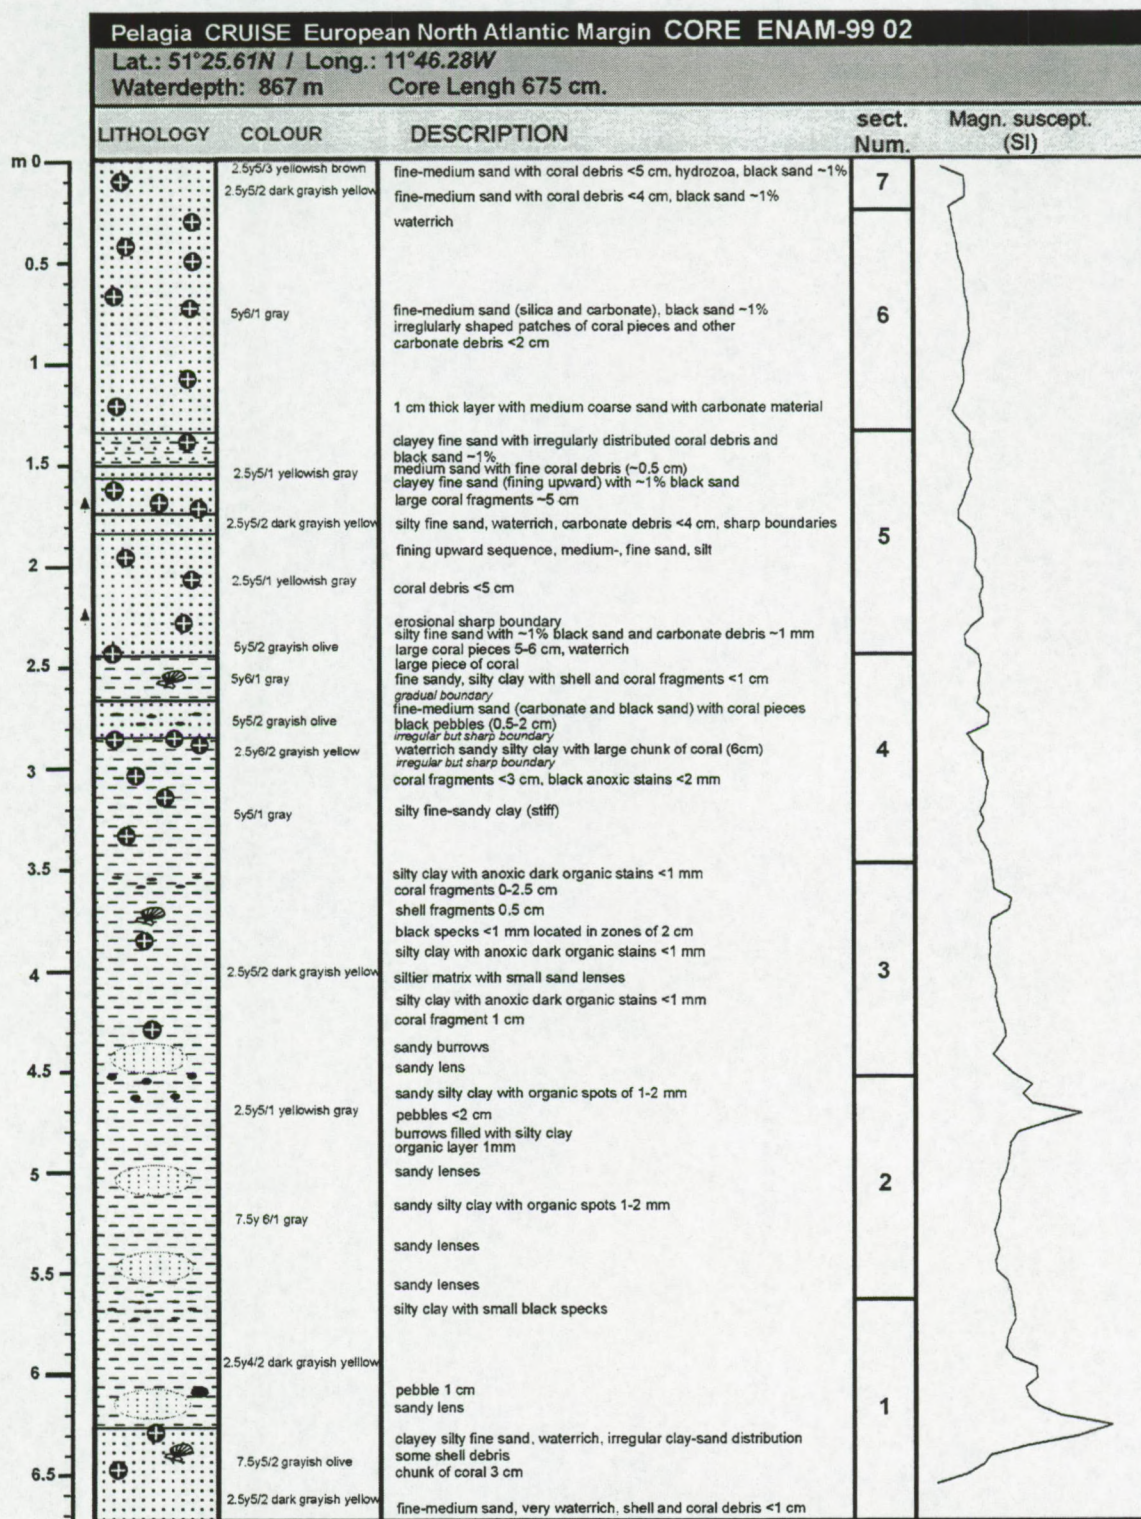 Pelagia CRUISE European North Atlantic Margin CORE ENAM-99 02
Lat.: 51°25.61N / Long.: 11°46.28W
Waterdepth: 867 m Core Lengh 675 cm.
LITHOLOGY COLOUR DESCRIPTION sect. Num. Magn. suscept. (SI)
m 0
2.5y5/3 yellowish brown
fine-medium sand with coral debris <5 cm, hydrozoa, black sand ~1%
7
2.5y5/2 dark grayish yellow
fine-medium sand with coral debris <4 cm, black sand ~1%
waterrich
0.5
5y6/1 gray
fine-medium sand (silica and carbonate), black sand ~1%
6
irreglularly shaped patches of coral pieces and other
carbonate debris <2 cm
1
1 cm thick layer with medium coarse sand with carbonate material
clayey fine sand with irregularly distributed coral debris and
black sand ~1%
1.5
2.5y5/1 yellowish gray
medium sand with fine coral debris (~0.5 cm)
clayey fine sand (fining upward) with ~1% black sand
large coral fragments ~5 cm
2.5y5/2 dark grayish yellow
silty fine sand, waterrich, carbonate debris <4 cm, sharp boundaries
5
fining upward sequence, medium-, fine sand, silt
2
2.5y5/1 yellowish gray
coral debris <5 cm
erosional sharp boundary
silty fine sand with ~1% black sand and carbonate debris ~1 mm
5y5/2 grayish olive
large coral pieces 5-6 cm, waterrich
2.5
large piece of coral
5y6/1 gray
fine sandy, silty clay with shell and coral fragments <1 cm
gradual boundary
fine-medium sand (carbonate and black sand) with coral pieces
5y5/2 grayish olive
black pebbles (0.5-2 cm)
irregular but sharp boundary
2.5y6/2 grayish yellow
waterrich sandy silty clay with large chunk of coral (6cm)
4
irregular but sharp boundary
3
coral fragments <3 cm, black anoxic stains <2 mm
5y5/1 gray
silty fine-sandy clay (stiff)
3.5
silty clay with anoxic dark organic stains <1 mm
coral fragments 0-2.5 cm
shell fragments 0.5 cm
black specks <1 mm located in zones of 2 cm
silty clay with anoxic dark organic stains <1 mm
4
2.5y5/2 dark grayish yellow
siltier matrix with small sand lenses
3
silty clay with anoxic dark organic stains <1 mm
coral fragment 1 cm
sandy burrows
4.5
sandy lens
sandy silty clay with organic spots of 1-2 mm
2.5y5/1 yellowish gray
pebbles <2 cm
burrows filled with silty clay
organic layer 1mm
5
sandy lenses
2
sandy silty clay with organic spots 1-2 mm
7.5y 6/1 gray
sandy lenses
5.5
sandy lenses
silty clay with small black specks
2.5y4/2 dark grayish yelllow
6
pebble 1 cm
sandy lens
1
clayey silty fine sand, waterrich, irregular clay-sand distribution
some shell debris
7.5y5/2 grayish olive
6.5
chunk of coral 3 cm
2.5y5/2 dark grayish yellow
fine-medium sand, very waterrich, shell and coral debris <1 cm